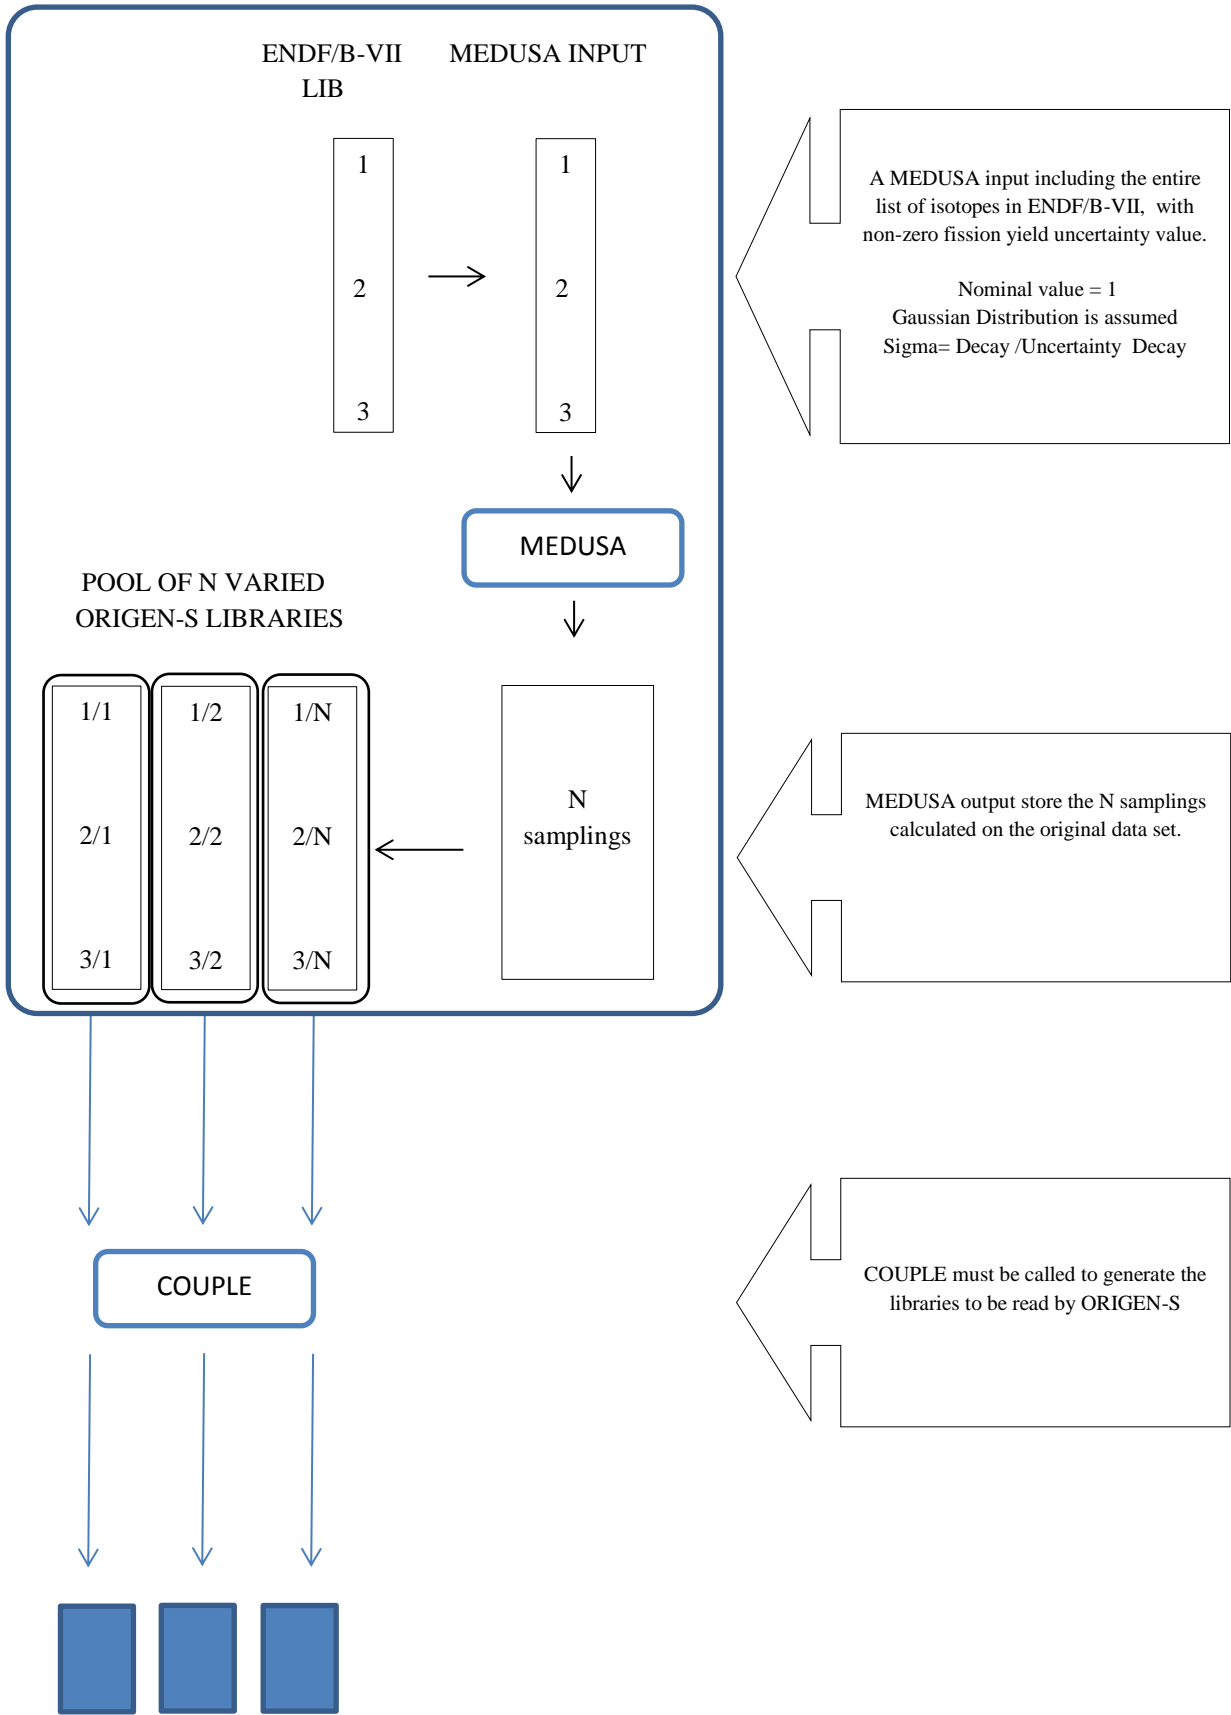 ENDF/B-VII
LIB
MEDUSA INPUT
1
2
3
1
2
3
A MEDUSA input including the entire
list of isotopes in ENDF/B-VII, with
non-zero fission yield uncertainty value.
Nominal value = 1
Gaussian Distribution is assumed
Sigma= Decay /Uncertainty Decay
MEDUSA
POOL OF N VARIED
ORIGEN-S LIBRARIES
1/1
2/1
3/1
1/2
2/2
3/2
1/N
2/N
3/N
N
samplings
MEDUSA output store the N samplings
calculated on the original data set.
COUPLE
COUPLE must be called to generate the
libraries to be read by ORIGEN-S